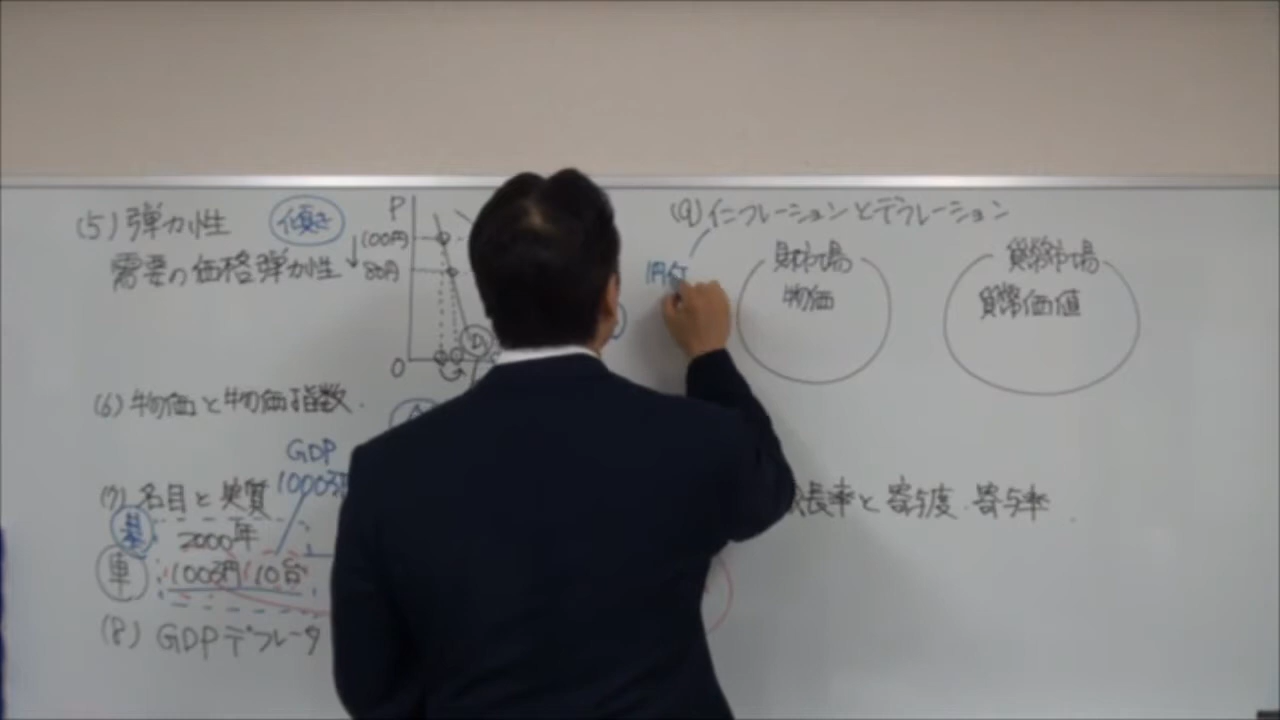 (5) 弾力性
傾き
需要の価格弾力性
P
100円
80円
D
0
(6) 物価と物価指数.
GDP
1000万
(7) 名目と実質
基
2000年
車
100万円 10台
(8) GDPデフレータ
(9) インフレーションとデフレーション
財市場
物価
貨幣市場
貨幣価値
長率と寄与度.寄与率